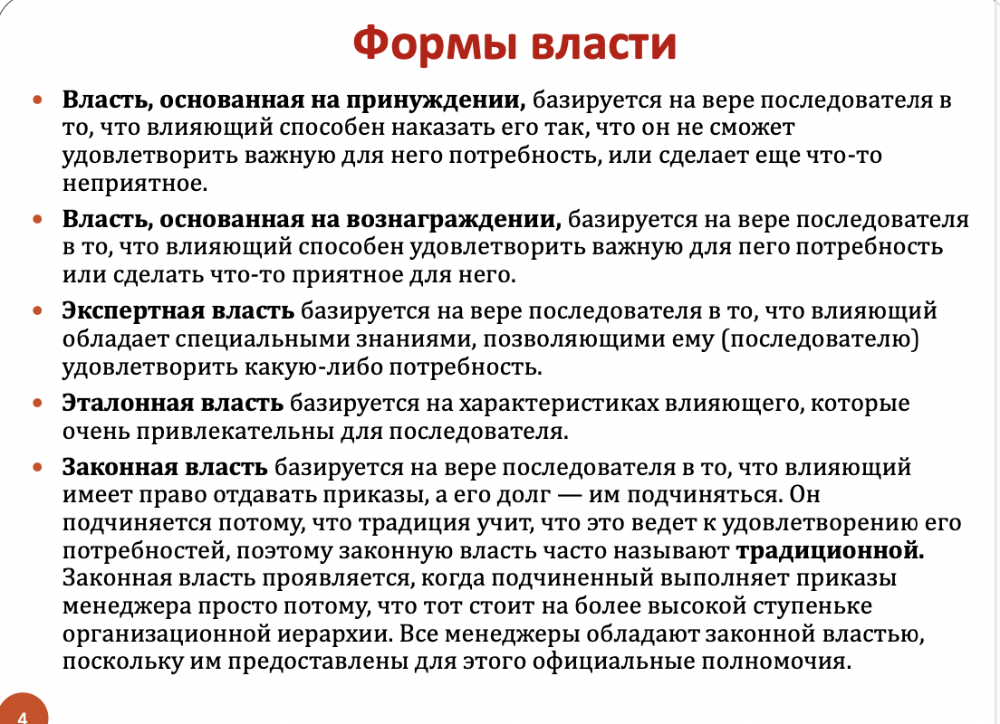 Формы власти
• Власть, основанная на принуждении, базируется на вере последователя в
то, что влияющий способен наказать его так, что он не сможет
удовлетворить важную для него потребность, или сделает еще что-то
неприятное.
• Власть, основанная на вознаграждении, базируется на вере последователя
в то, что влияющий способен удовлетворить важную для пего потребность
или сделать что-то приятное для него.
• Экспертная власть базируется на вере последователя в то, что влияющий
обладает специальными знаниями, позволяющими ему (последователю)
удовлетворить какую-либо потребность.
• Эталонная власть базируется на характеристиках влияющего, которые
очень привлекательны для последователя.
• Законная власть базируется на вере последователя в то, что влияющий
имеет право отдавать приказы, а его долг — им подчиняться. Он
подчиняется потому, что традиция учит, что это ведет к удовлетворению его
потребностей, поэтому законную власть часто называют традиционной.
Законная власть проявляется, когда подчиненный выполняет приказы
менеджера просто потому, что тот стоит на более высокой ступеньке
организационной иерархии. Все менеджеры обладают законной властью,
поскольку им предоставлены для этого официальные полномочия.
4